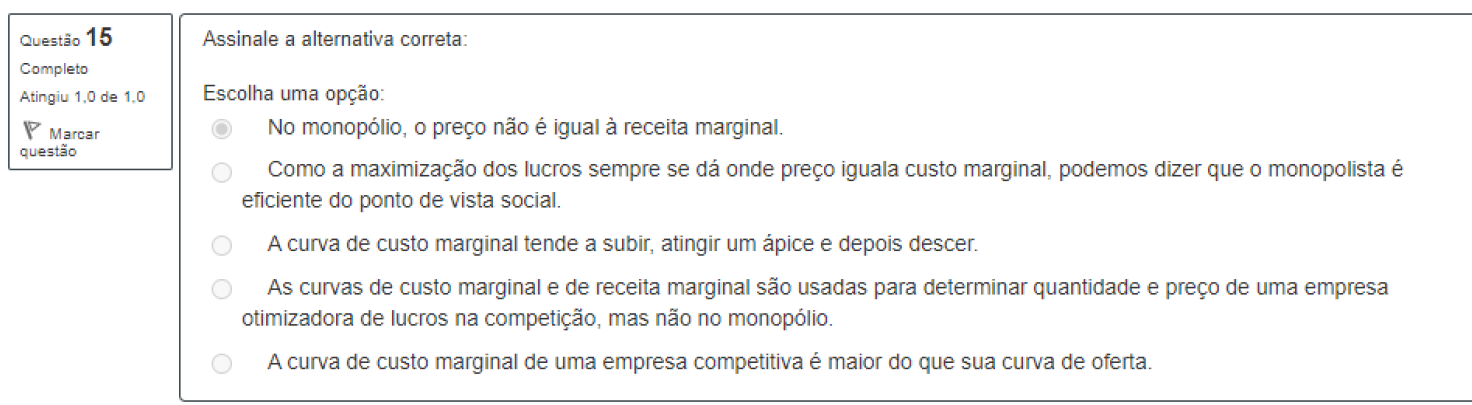 Questão 15
Completo
Atingiu 1,0 de 1,0
Marcar
questão
Assinale a alternativa correta:
Escolha uma opção:
No monopólio, o preço não é igual à receita marginal.
Como a maximização dos lucros sempre se dá onde preço iguala custo marginal, podemos dizer que o monopolista é
eficiente do ponto de vista social.
A curva de custo marginal tende a subir, atingir um ápice e depois descer.
As curvas de custo marginal e de receita marginal são usadas para determinar quantidade e preço de uma empresa
otimizadora de lucros na competição, mas não no monopólio.
A curva de custo marginal de uma empresa competitiva é maior do que sua curva de oferta.